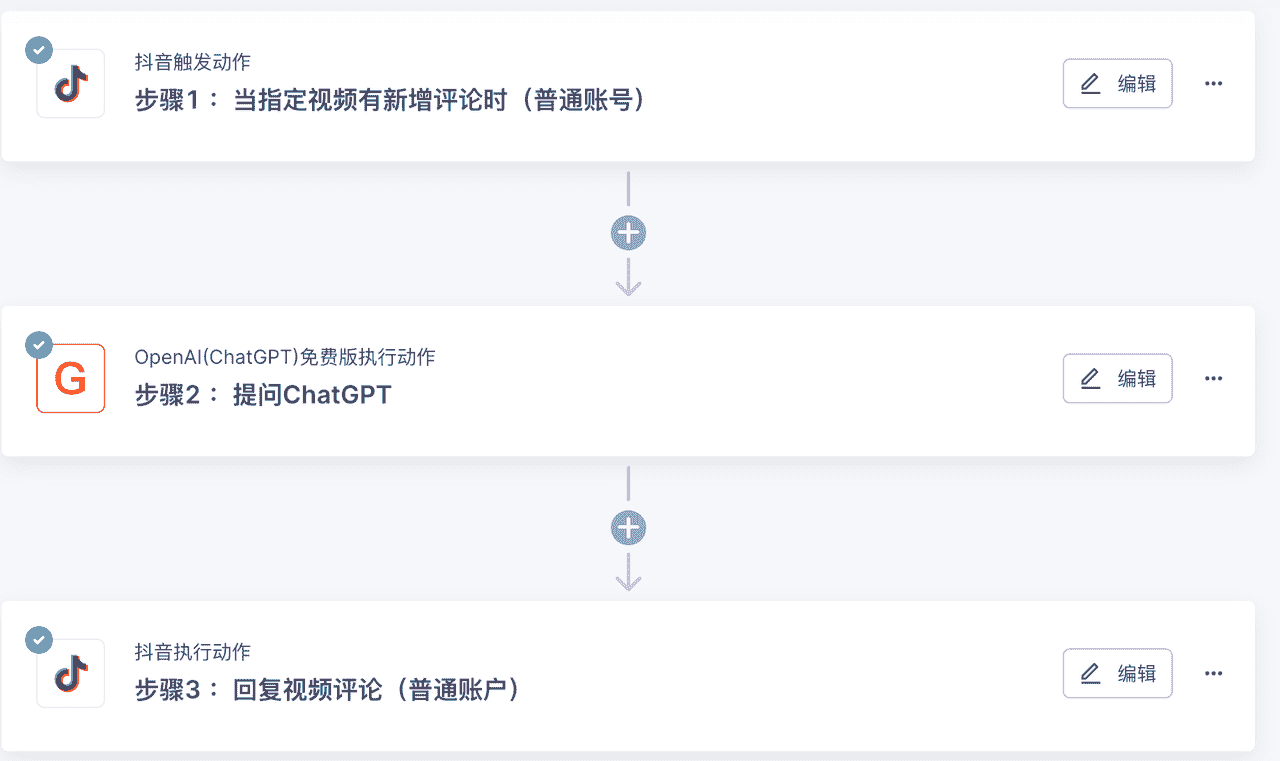 抖音触发动作
步骤1： 当指定视频有新增评论时（普通账号）
编辑
OpenAI(ChatGPT)免费版执行动作
G
步骤2： 提问ChatGPT
编辑
抖音执行动作
步骤3： 回复视频评论（普通账户）
编辑